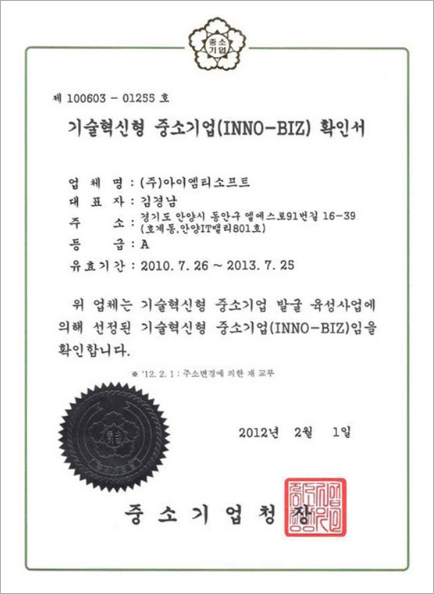 중소
기업
제 100603 - 01255 호
기술혁신형 중소기업(INNO-BIZ) 확인서
업 체 명 : (주)아이엠티소프트
대 표 자 : 김경남
주 소 : 경기도 안양시 동안구 엘에스로91번길 16-39
(호계동,안양IT밸리801호)
등 급 : A
유효기간 : 2010. 7. 26 ~ 2013. 7. 25
위 업체는 기술혁신형 중소기업 발굴 육성사업에
의해 선정된 기술혁신형 중소기업(INNO-BIZ)임을
확인합니다.
※ '12. 2. 1 : 주소변경에 의한 재 교부
2012년 2월 1일
중 소 기 업 청 장